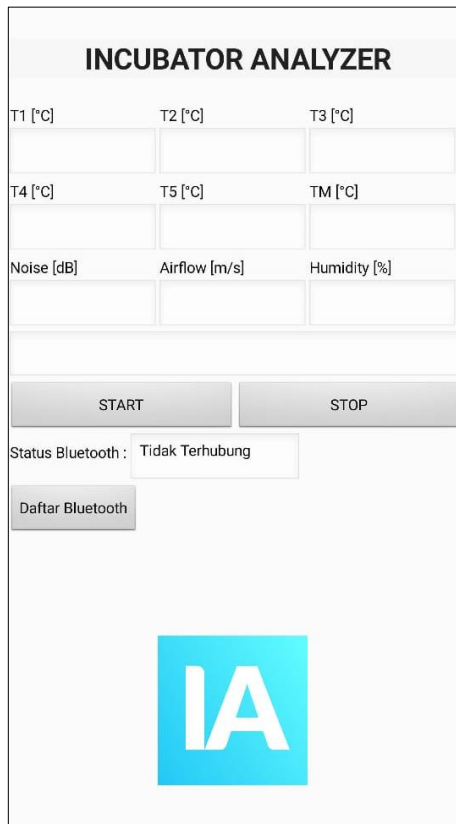 INCUBATOR ANALYZER
T1 [°C] T2 [°C] T3 [°C]
T4 [°C] T5 [°C] TM [°C]
Noise [dB] Airflow [m/s] Humidity [%]
START STOP
Status Bluetooth : Tidak Terhubung
Daftar Bluetooth
IA